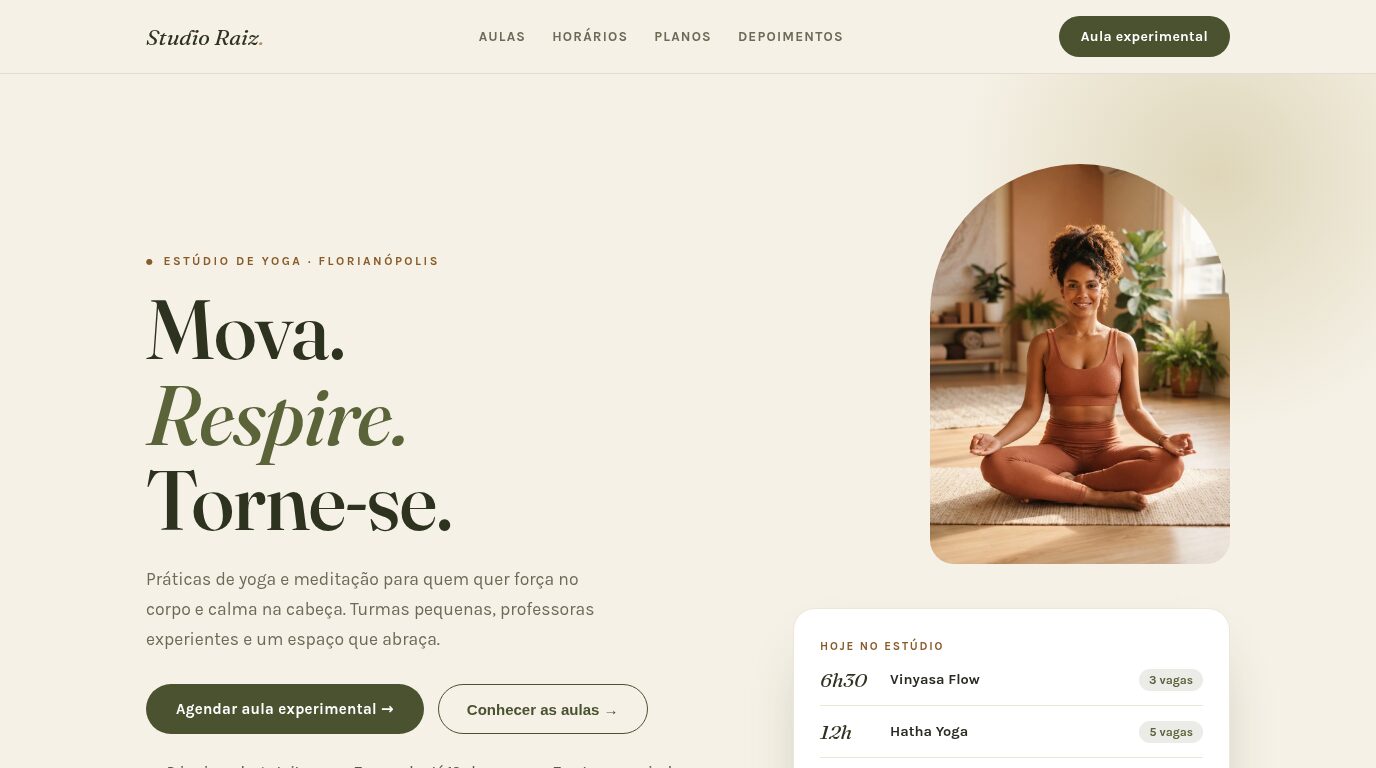 Studio Raiz.
AULAS HORÁRIOS PLANOS DEPOIMENTOS
Aula experimental
ESTÚDIO DE YOGA · FLORIANÓPOLIS
Mova.
Respire.
Torne-se.
Práticas de yoga e meditação para quem quer força no
corpo e calma na cabeça. Turmas pequenas, professoras
experientes e um espaço que abraça.
Agendar aula experimental →
Conhecer as aulas →
HOJE NO ESTÚDIO
6h30 Vinyasa Flow 3 vagas
12h Hatha Yoga 5 vagas